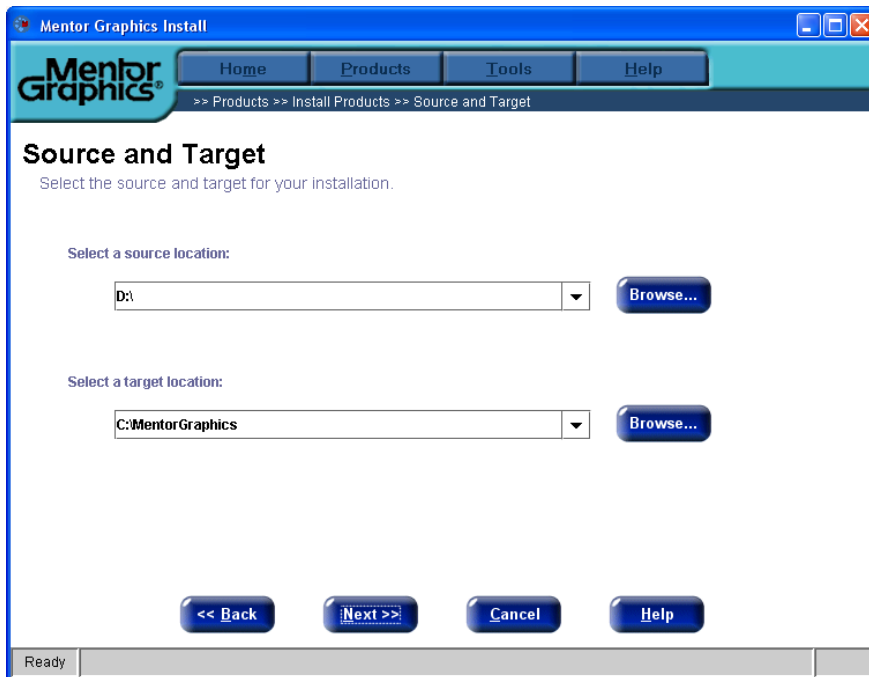 Mentor Graphics Install
Mentor
Graphics®
Home Products Tools Help
>> Products >> Install Products >> Source and Target
Source and Target
Select the source and target for your installation.
Select a source location:
D:\ Browse...
Select a target location:
C:\MentorGraphics Browse...
<< Back Next >> Cancel Help
Ready